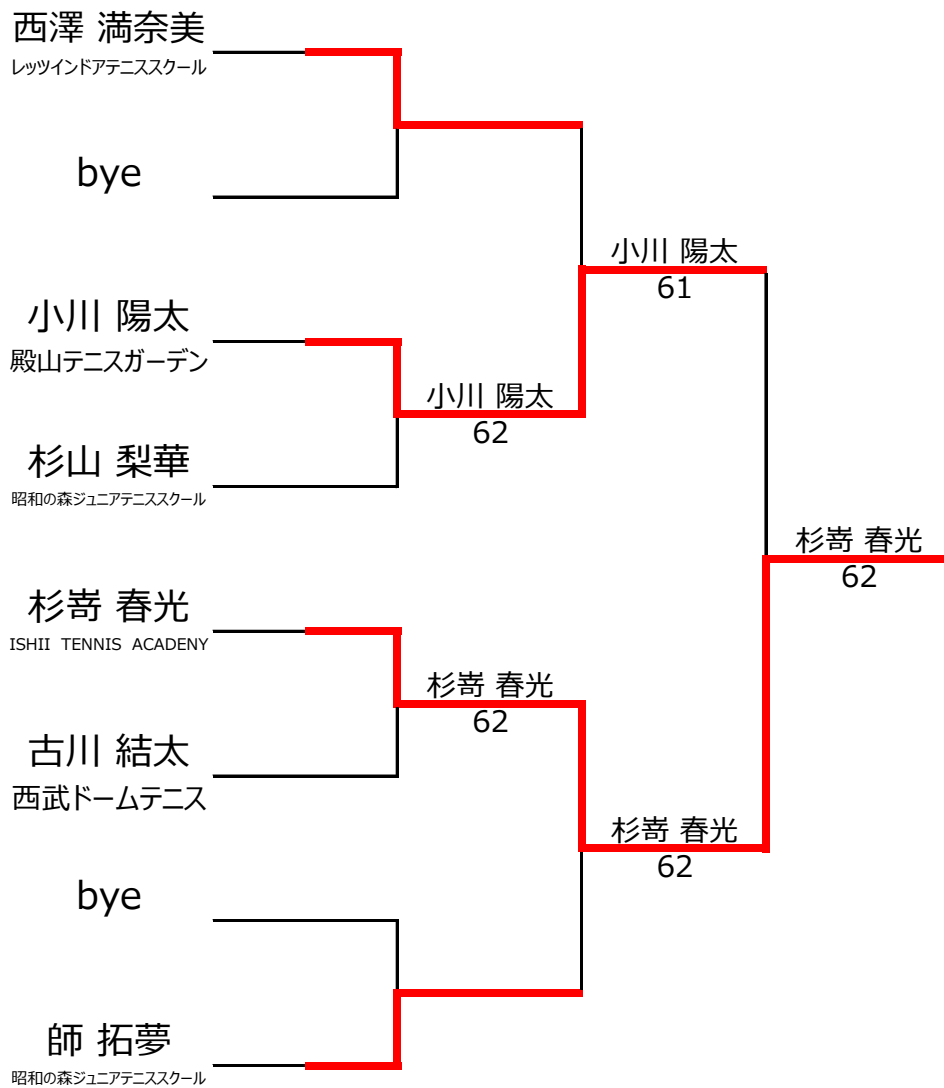 西澤 満奈美
レッツインドアテニススクール
bye
小川 陽太
61
小川 陽太
殿山テニスガーデン
小川 陽太
62
杉山 梨華
昭和の森ジュニアテニススクール
杉嵜 春光
62
杉嵜 春光
ISHII TENNIS ACADENY
杉嵜 春光
62
古川 結太
西武ドームテニス
杉嵜 春光
62
bye
師 拓夢
昭和の森ジュニアテニススクール